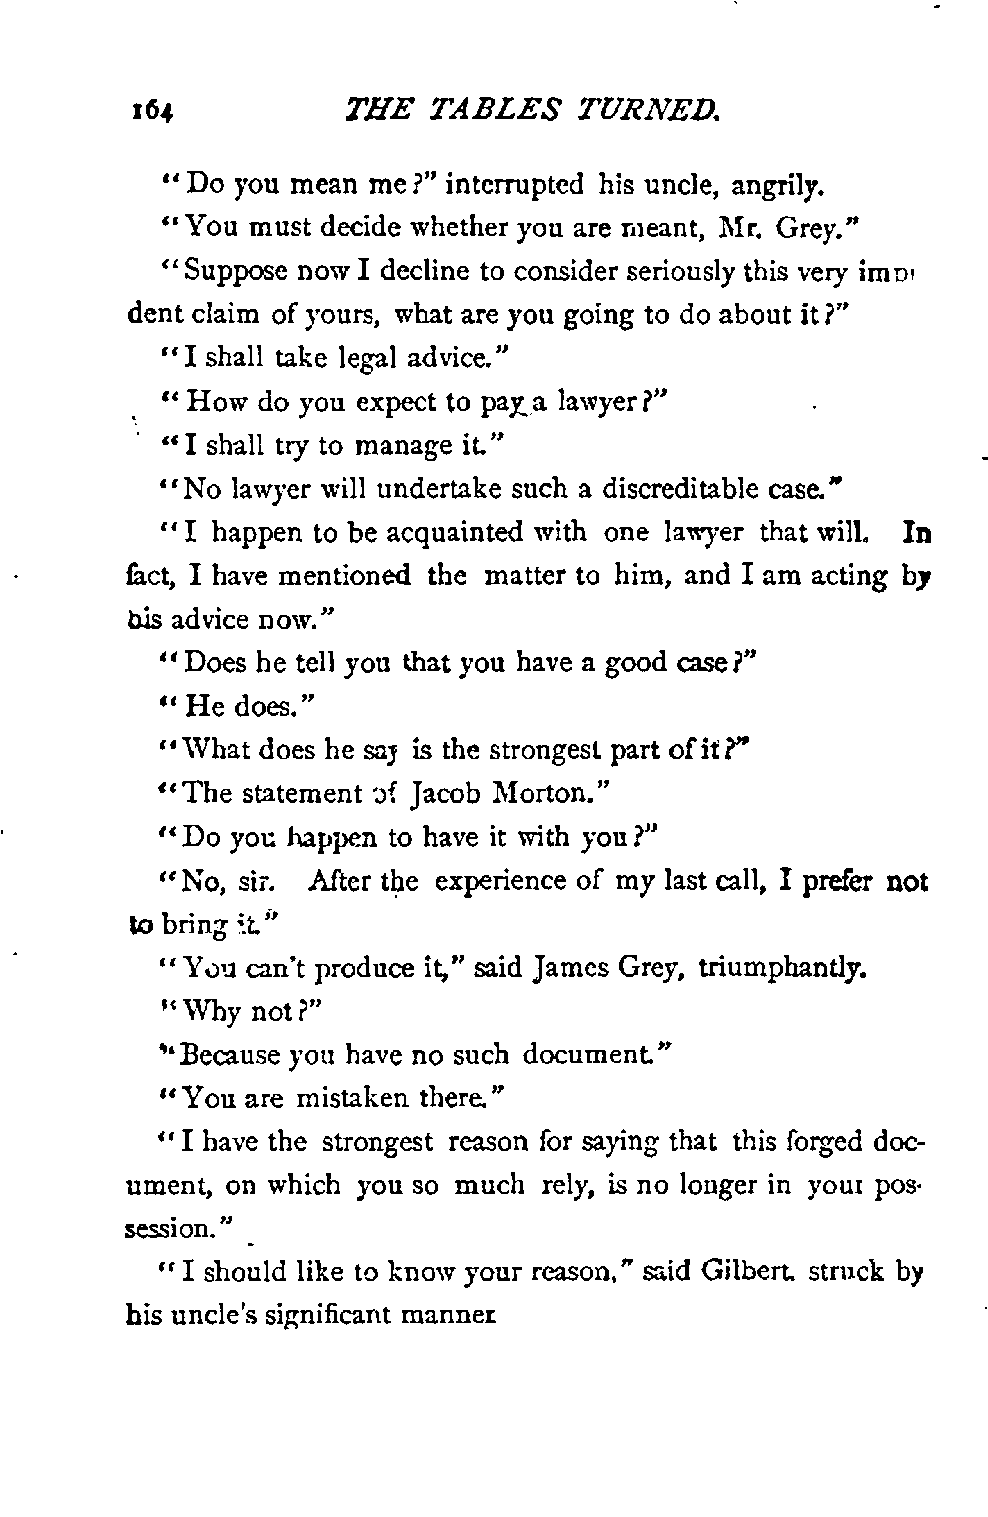 164 THE TABLES TURNED.
"Do you mean me?" interrupted his uncle, angrily.
"You must decide whether you are meant, Mr. Grey."
"Suppose now I decline to consider seriously this very
dent claim of yours, what are you going to do about it?"
"I shall take legal advice."
"How do you expect to pay a lawyer?"
"I shall try to manage it."
"No lawyer will undertake such a discreditable case."
"I happen to be acquainted with one lawyer that will. In
fact, I have mentioned the matter to him, and I am acting by
his advice now."
"Does he tell you that you have a good case?"
"He does."
"What does he say is the strongest part of it?"
"The statement of Jacob Morton."
"Do you happen to have it with you?"
"No, sir. After the experience of my last call, I prefer not
to bring it."
"You can't produce it," said James Grey, triumphantly.
"Why not?"
"Because you have no such document."
"You are mistaken there."
"I have the strongest reason for saying that this forged doc-
ument, on which you so much rely, is no longer in your pos-
session."
"I should like to know your reason," said Gilbert. struck by
his uncle's significant manner